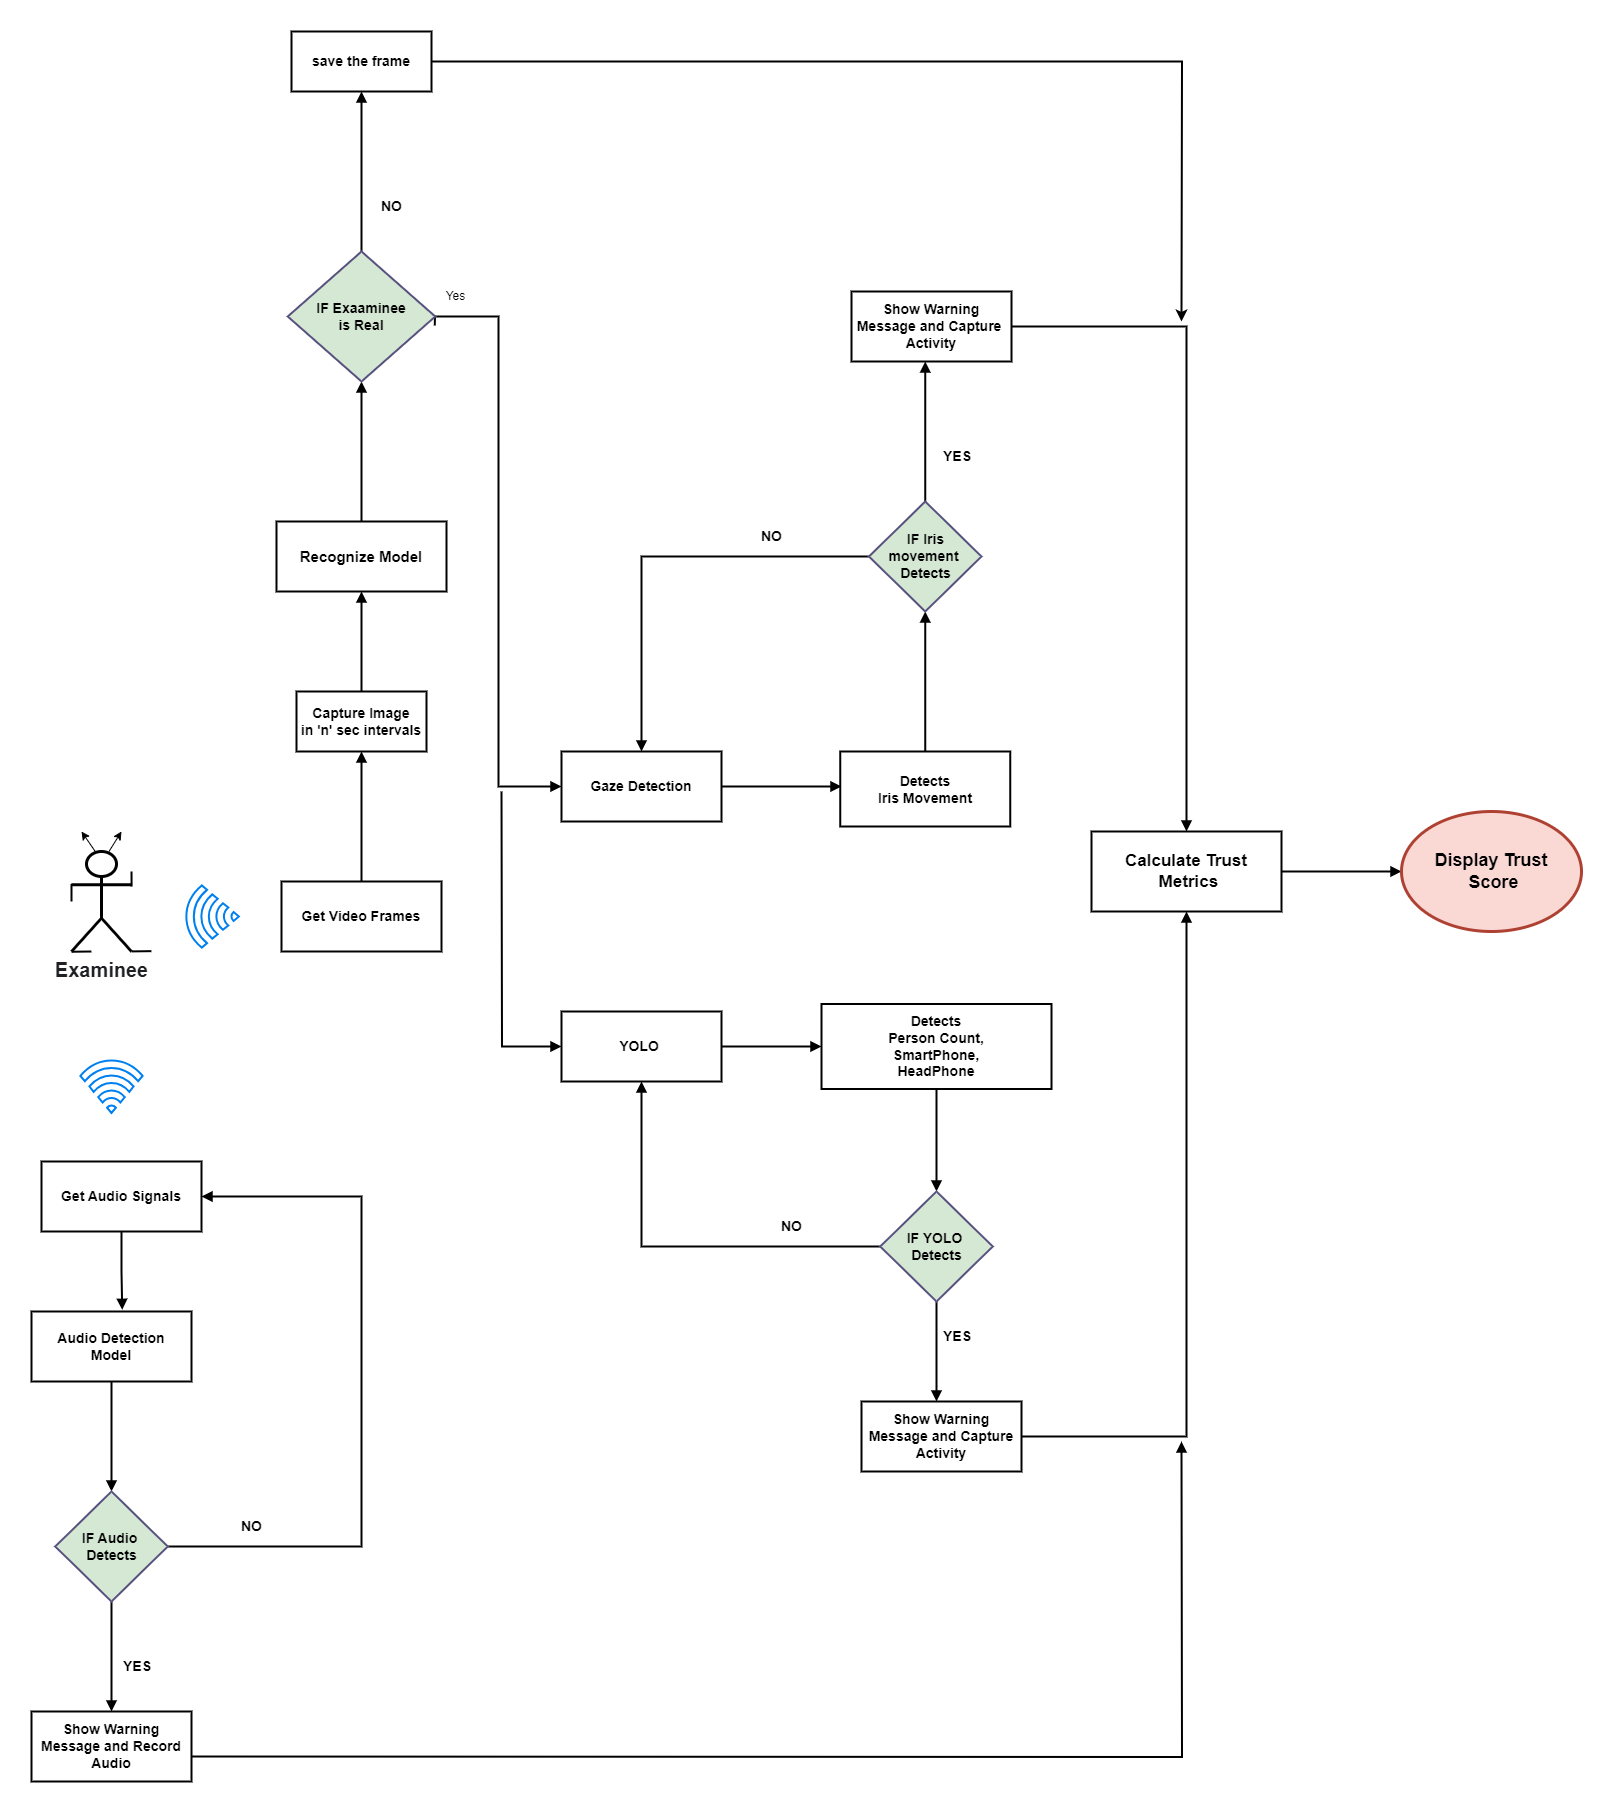 save the frame
NO
IF Exaaminee
is Real
Yes
Show Warning
Message and Capture
Activity
YES
NO
IF Iris
movement
Detects
Recognize Model
Capture Image
in 'n' sec intervals
Gaze Detection
Detects
Iris Movement
Calculate Trust
Metrics
Display Trust
Score
Get Video Frames
Examinee
YOLO
Detects
Person Count,
SmartPhone,
HeadPhone
Get Audio Signals
NO
IF YOLO
Detects
YES
Audio Detection
Model
Show Warning
Message and Capture
Activity
NO
IF Audio
Detects
YES
Show Warning
Message and Record
Audio